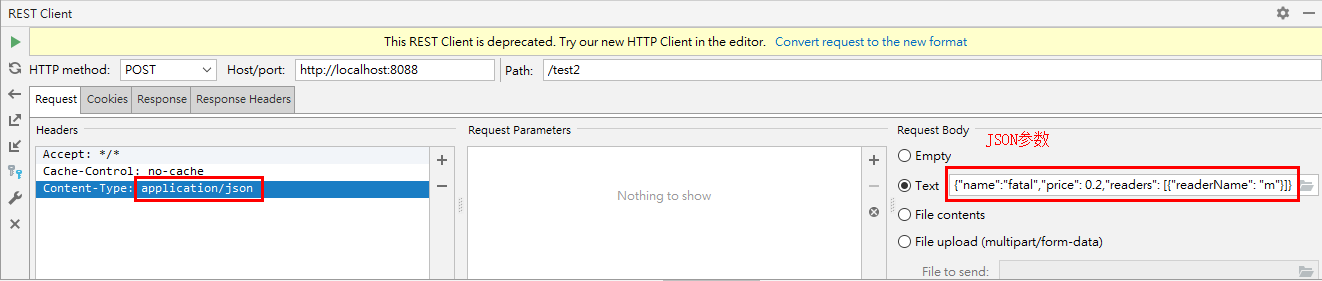 REST Client
This REST Client is deprecated. Try our new HTTP Client in the editor. Convert request to the new format
HTTP method: POST Host/port: http://localhost:8088 Path: /test2
Request Cookies Response Response Headers
Headers
Accept: */*
Cache-Control: no-cache
Content-Type: application/json
Request Parameters
Nothing to show
Request Body
JSON参数
Empty
Text {"name":"fatal","price": 0.2,"readers": [{"readerName": "m"}]}
File contents
File upload (multipart/form-data)
File to send: